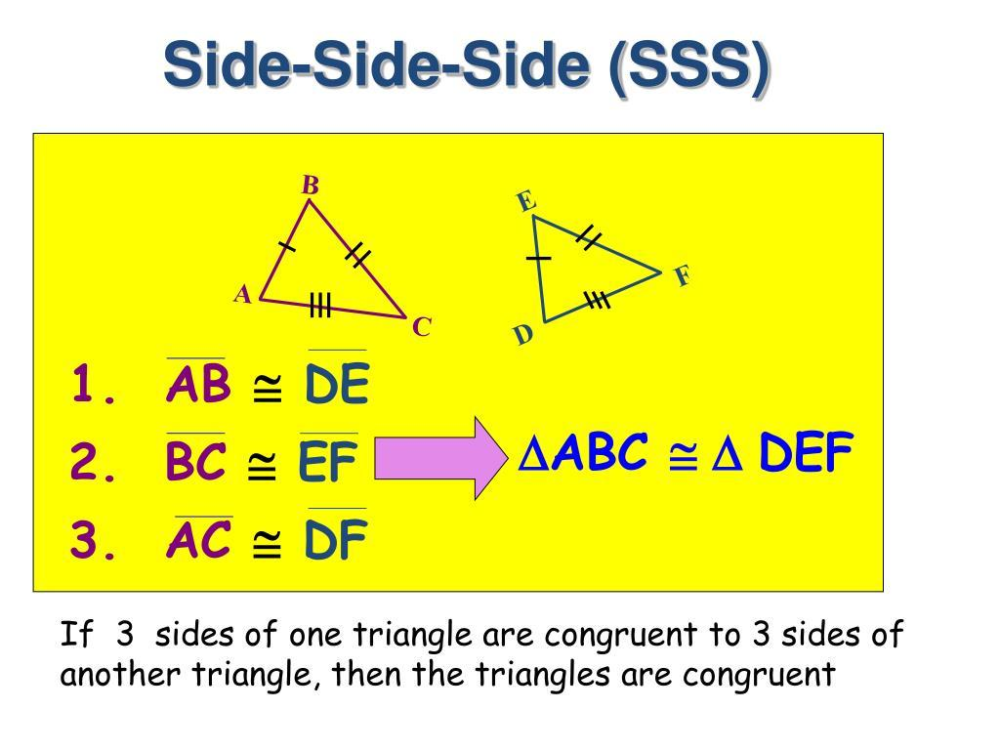 Side-Side-Side (SSS)
B
E
A
F
C
D
1. AB ≅ DE
2. BC ≅ EF
ΔABC ≅ Δ DEF
3. AC ≅ DF
If 3 sides of one triangle are congruent to 3 sides of
another triangle, then the triangles are congruent